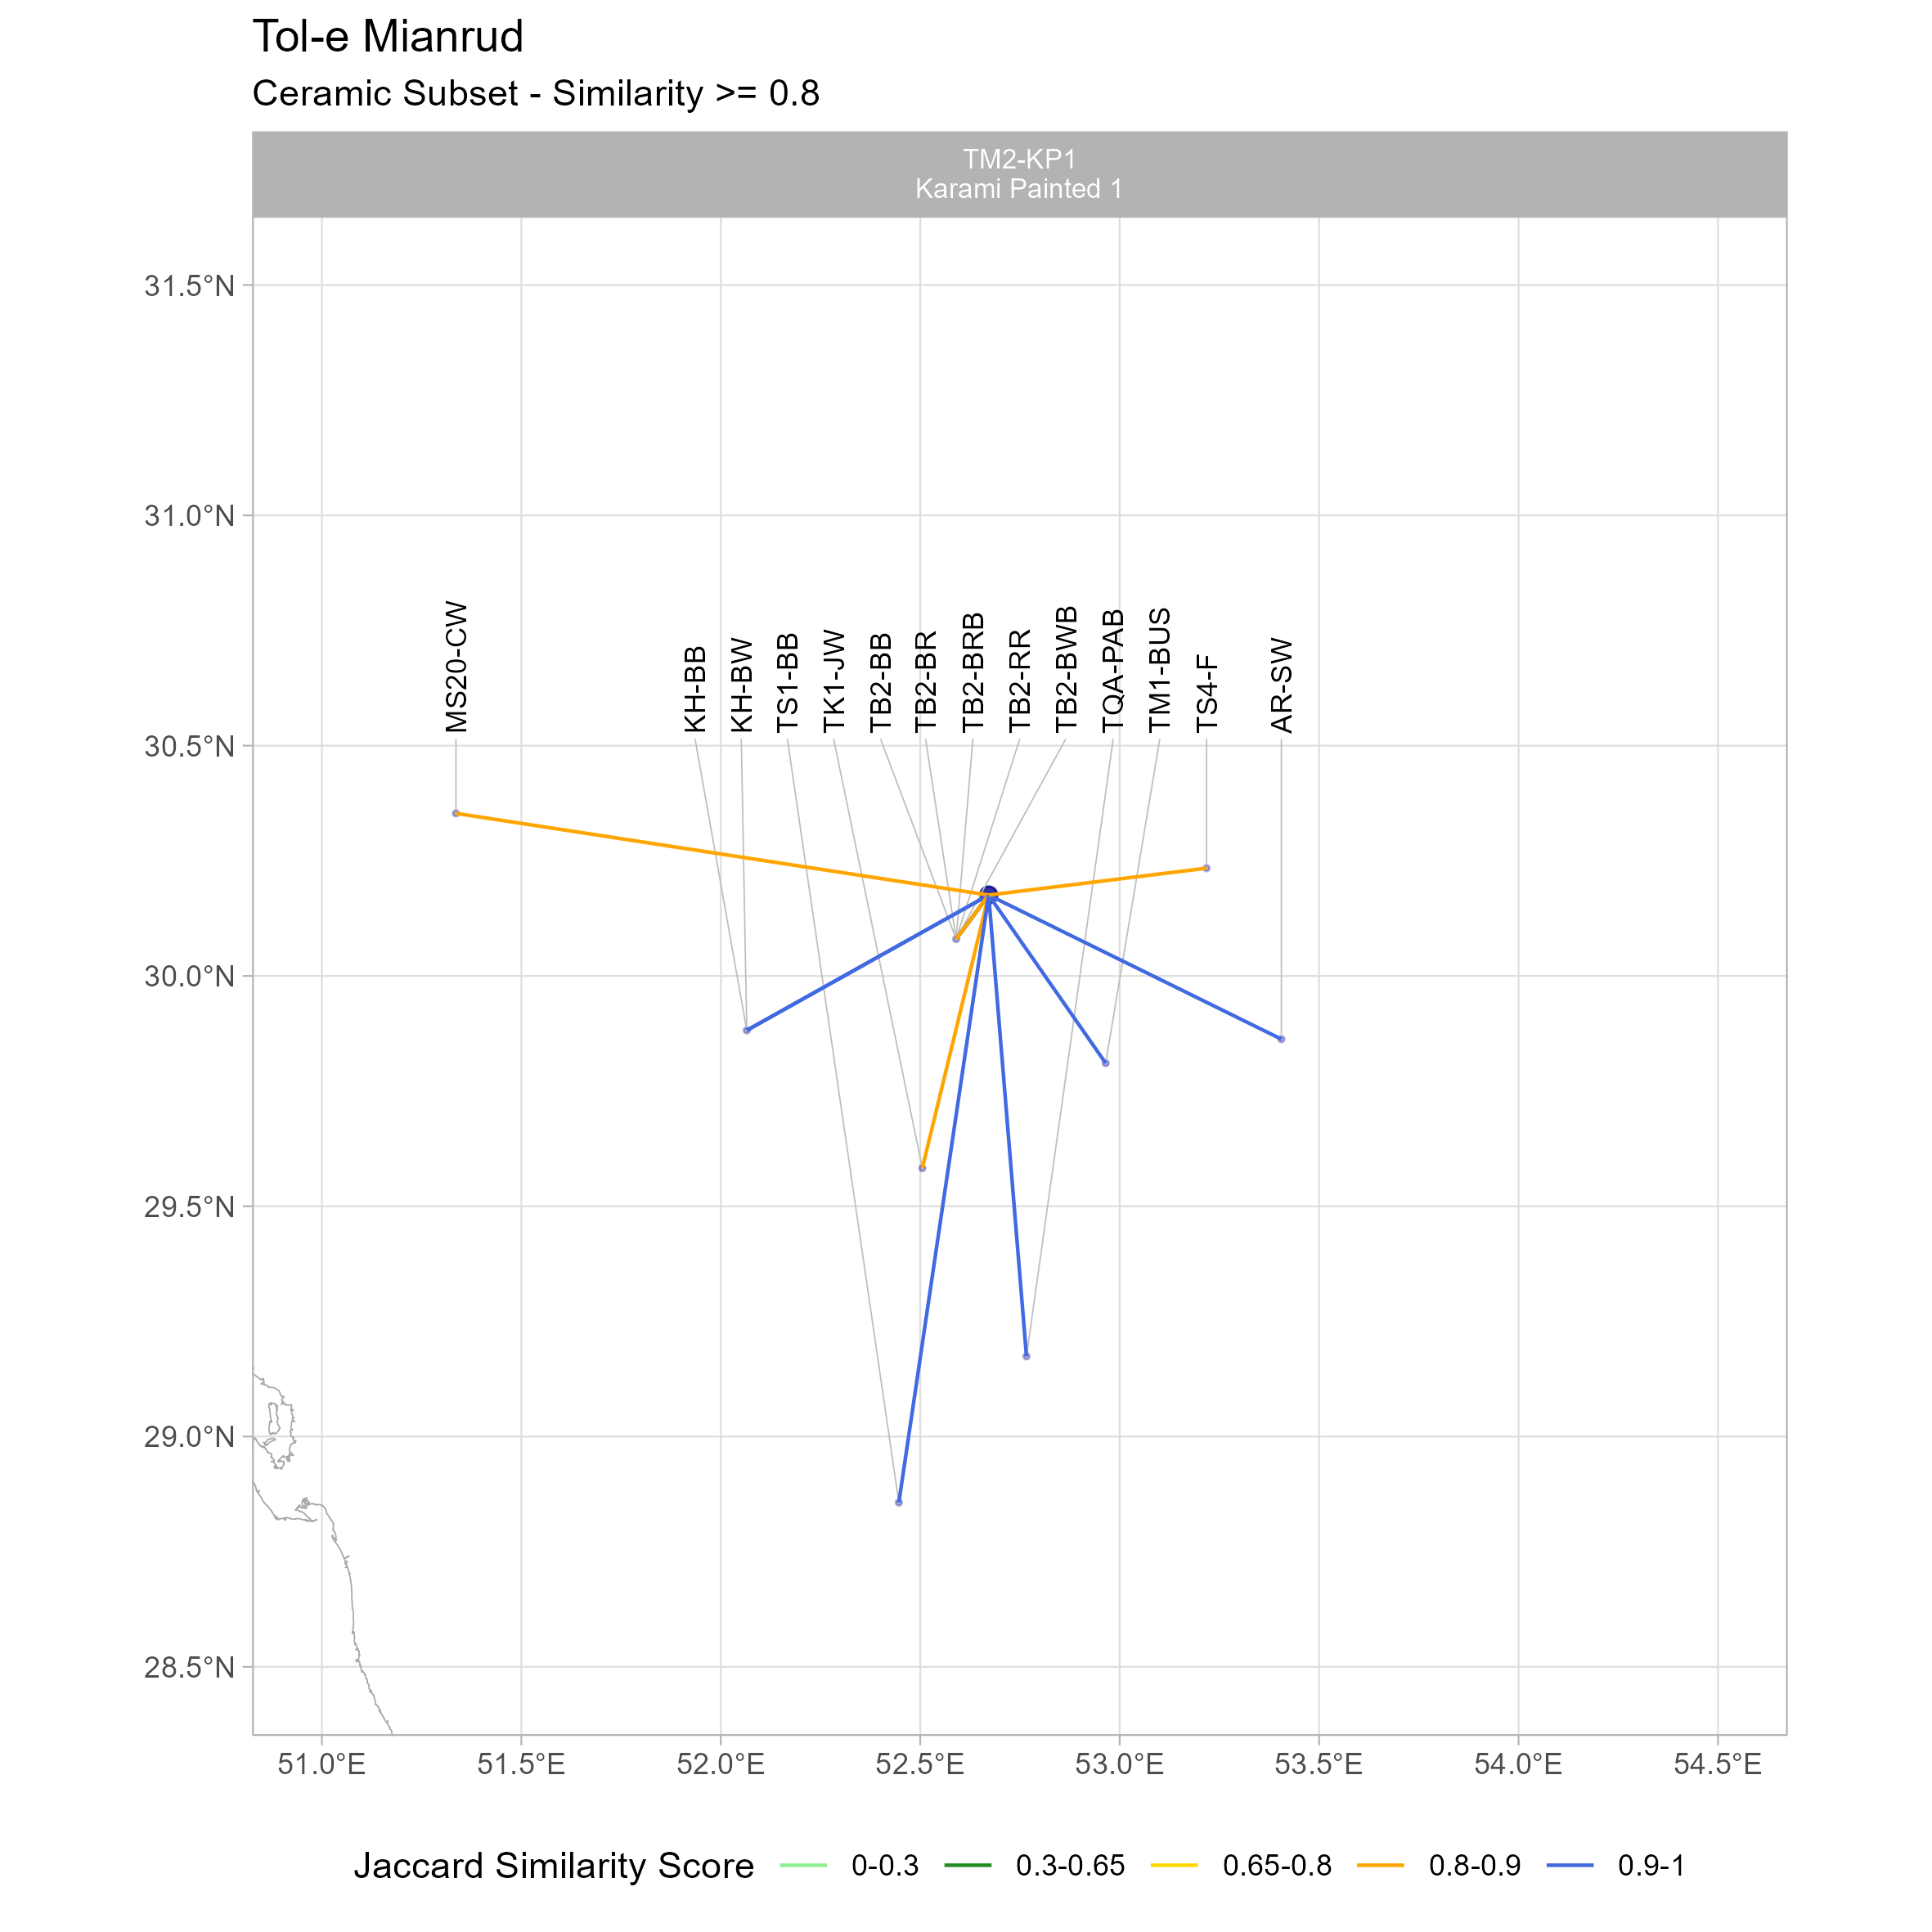 Tol-e Mianrud
Ceramic Subset - Similarity >= 0.8
TM2-KP1
Karami Painted 1
31.5°N
31.0°N
30.5°N
30.0°N
29.5°N
29.0°N
28.5°N
MS20-CW
KH-BB
KH-BW
TS1-BB
TK1-JW
TB2-BB
TB2-BR
TB2-BRB
TB2-RR
TB2-BWB
TQA-PAB
TM1-BUS
TS4-F
AR-SW
51.0°E 51.5°E 52.0°E 52.5°E 53.0°E 53.5°E 54.0°E 54.5°E
Jaccard Similarity Score 0-0.3 0.3-0.65 0.65-0.8 0.8-0.9 0.9-1